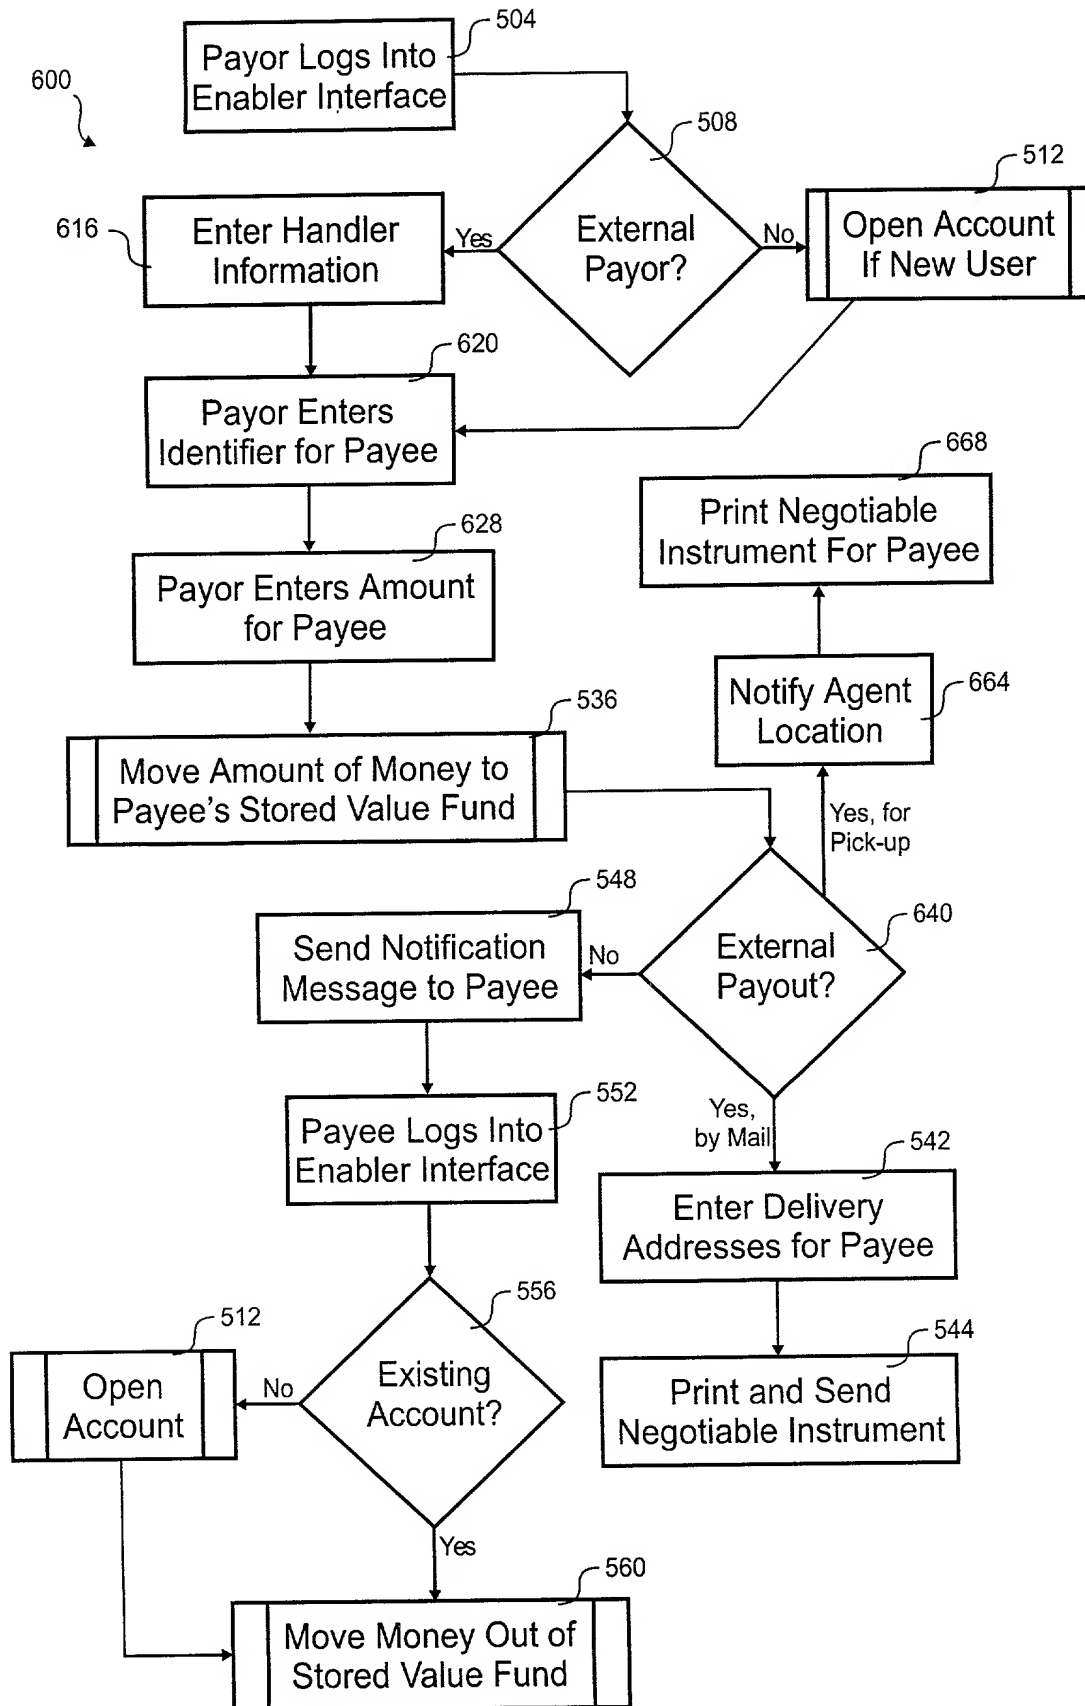 504
Payor Logs Into
Enabler Interface
600
508
512
616
Enter Handler
Information
Yes
External
Payor?
No
Open Account
If New User
620
Payor Enters
Identifier for Payee
668
Print Negotiable
Instrument For Payee
628
Payor Enters Amount
for Payee
664
Notify Agent
Location
536
Move Amount of Money to
Payee's Stored Value Fund
Yes, for
Pick-up
548
640
Send Notification
Message to Payee
No
External
Payout?
552
Payee Logs Into
Enabler Interface
Yes,
by Mail
542
Enter Delivery
Addresses for Payee
556
512
544
Open
Account
No
Existing
Account?
Print and Send
Negotiable Instrument
Yes
560
Move Money Out of
Stored Value Fund